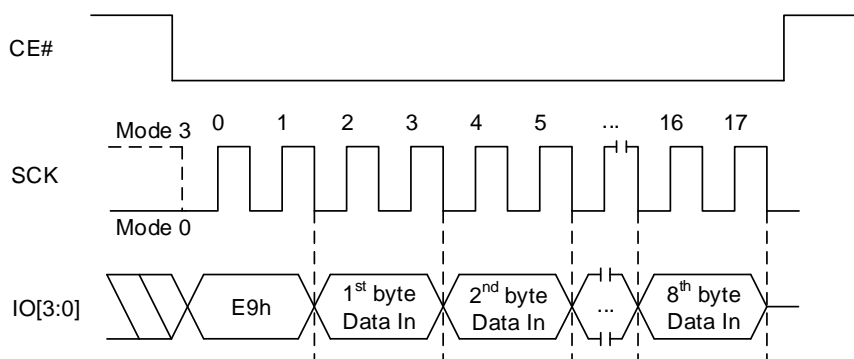 CE#
Mode 3 0 1 2 3 4 5 ... 16 17
SCK
Mode 0
IO[3:0] E9h 1st byte Data In 2nd byte Data In ... 8th byte Data In